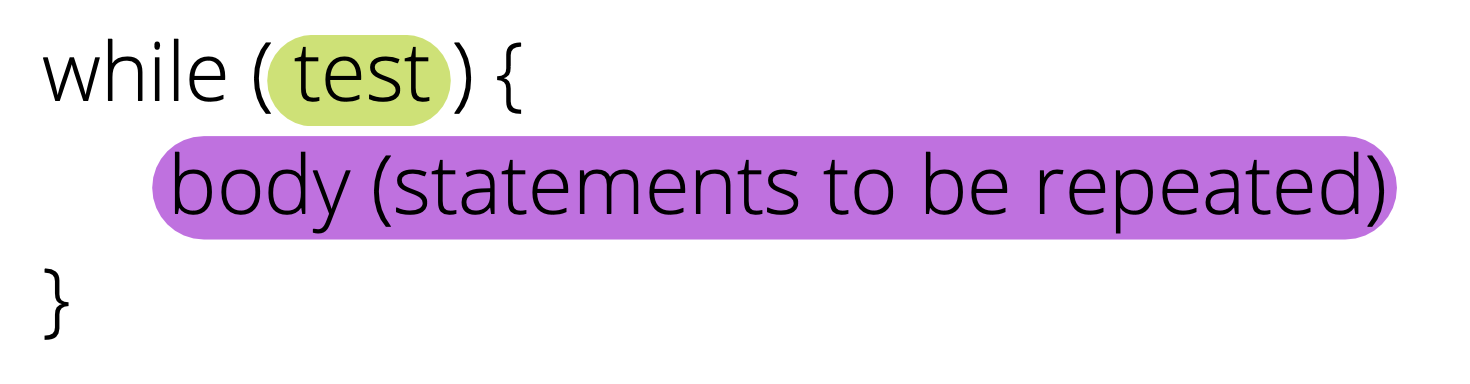 while ( test ) {
body (statements to be repeated)
}